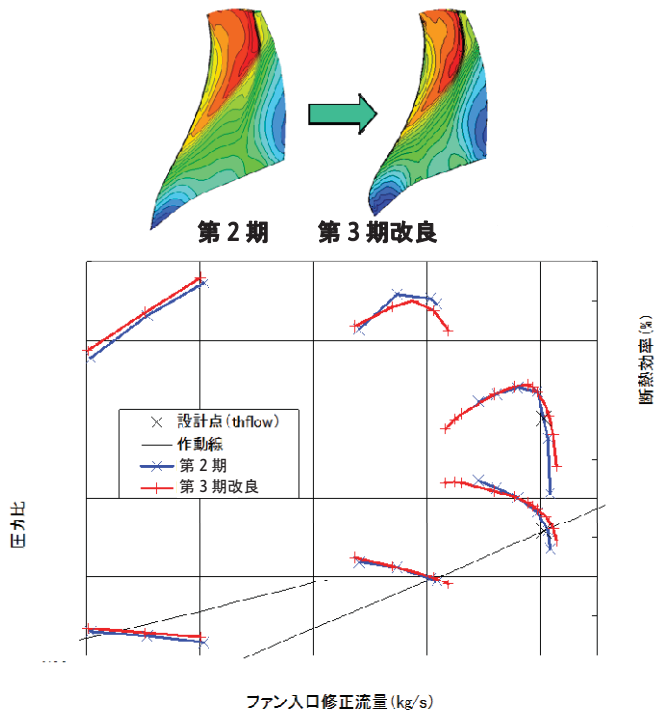 第２期
第３期改良
断熱効率(%)
設計点(thflow)
作動線
第２期
第３期改良
圧力比
ファン入口修正流量(kg/s)